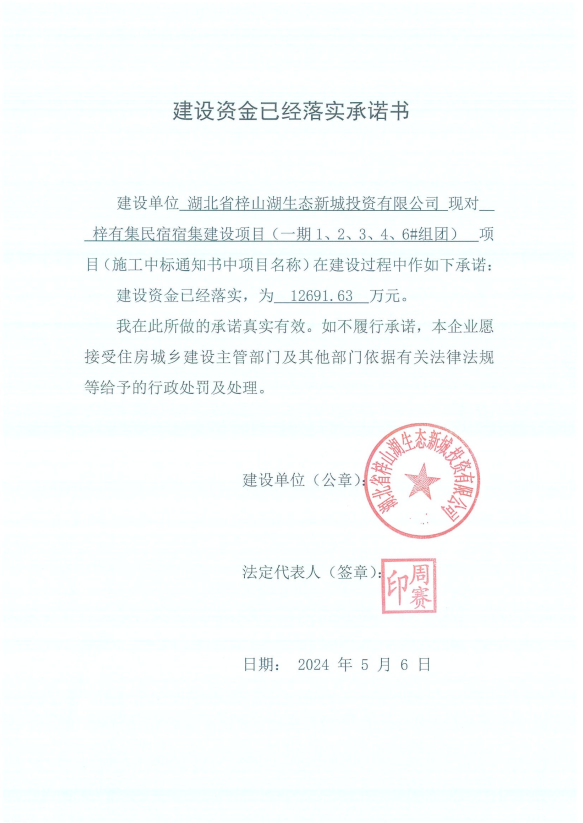 建设资金已经落实承诺书
建设单位 湖北省梓山湖生态新城投资有限公司 现对
梓有集民宿宿集建设项目（一期1、2、3、4、6#组团） 项
目（施工中标通知书中项目名称）在建设过程中作如下承诺：
建设资金已经落实，为 12691.63 万元。
我在此所做的承诺真实有效。如不履行承诺，本企业愿
接受住房城乡建设主管部门及其他部门依据有关法律法规
等给予的行政处罚及处理。
湖北省梓山湖生态新城投资有限公司
建设单位（公章）：
法定代表人（签章）：
周赛印
日期： 2024 年 5 月 6 日